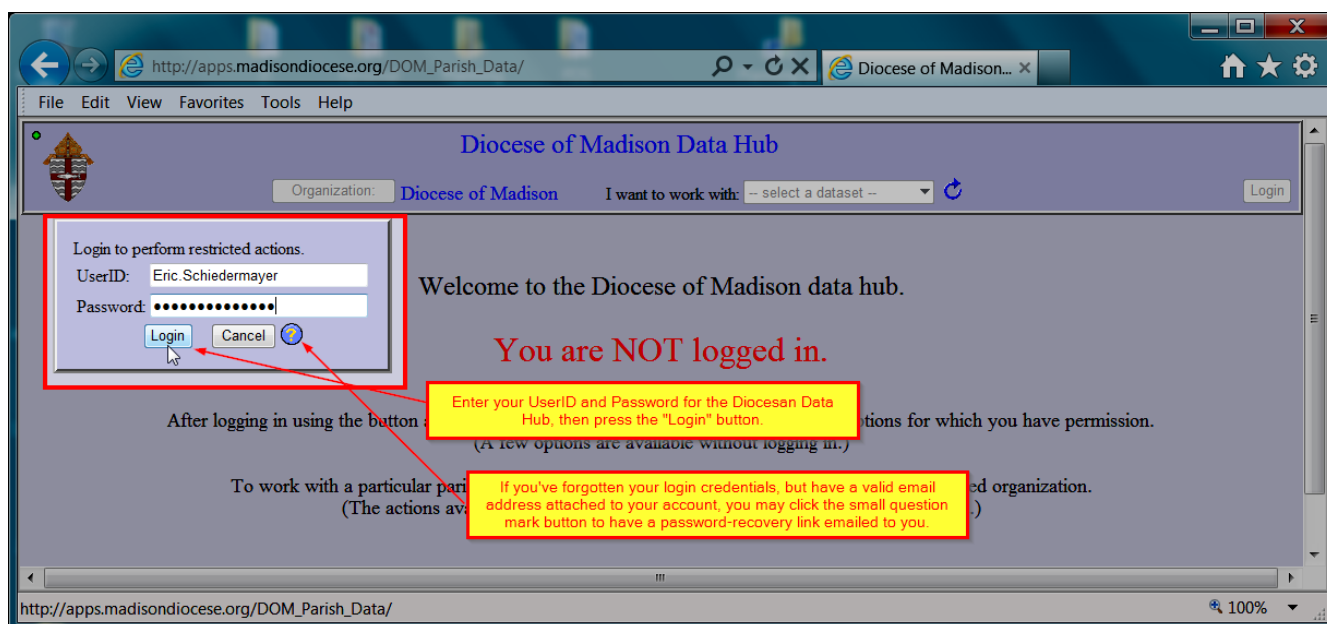 http://apps.madisondiocese.org/DOM_Parish_Data/
Diocese of Madison...
File Edit View Favorites Tools Help
Diocese of Madison Data Hub
Organization: Diocese of Madison I want to work with: -- select a dataset -- Login
Login to perform restricted actions.
UserID: Eric.Schiedermayer
Password: ●●●●●●●●●●●●●●
Login Cancel ?
Welcome to the Diocese of Madison data hub.
You are NOT logged in.
Enter your UserID and Password for the Diocesan Data
Hub, then press the "Login" button.
After logging in using the button tions for which you have permission.
(A few options are available without logging in.)
If you've forgotten your login credentials, but have a valid email
address attached to your account, you may click the small question
mark button to have a password-recovery link emailed to you.
To work with a particular pari ed organization.
(The actions av .)
http://apps.madisondiocese.org/DOM_Parish_Data/ 100%